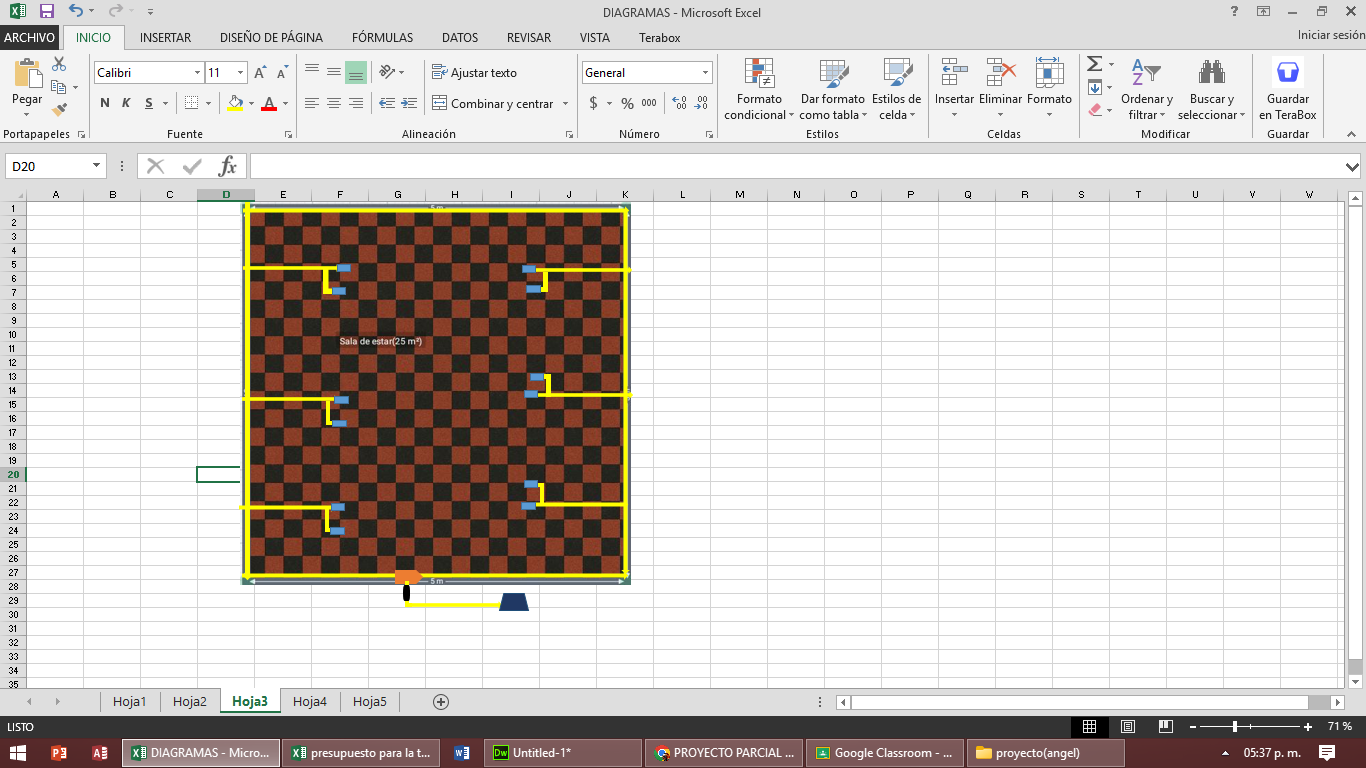 DIAGRAMAS - Microsoft Excel
ARCHIVO INICIO INSERTAR DISEÑO DE PÁGINA FÓRMULAS DATOS REVISAR VISTA Terabox Iniciar sesión
Pegar
Portapapeles
Calibri 11
N K S
Fuente
Ajustar texto
Combinar y centrar
Alineación
General
$ % 000
Número
Formato condicional
Dar formato como tabla
Estilos de celda
Estilos
Insertar Eliminar Formato
Celdas
Ordenar y filtrar
Buscar y seleccionar
Modificar
Guardar en TeraBox
Guardar
D20
fx
A B C D E F G H I J K L M N O P Q R S T U V W
1
2
3
4
5
6
7
8
9
10
11
12
13
14
15
16
17
18
19
20
21
22
23
24
25
26
27
28
29
30
31
32
33
34
35
5 m
Sala de estar(25 m²)
5 m
Hoja1 Hoja2 Hoja3 Hoja4 Hoja5
LISTO
71 %
DIAGRAMAS - Micro...
presupuesto para la t...
Untitled-1*
PROYECTO PARCIAL ...
Google Classroom - ...
proyecto(angel)
05:37 p. m.